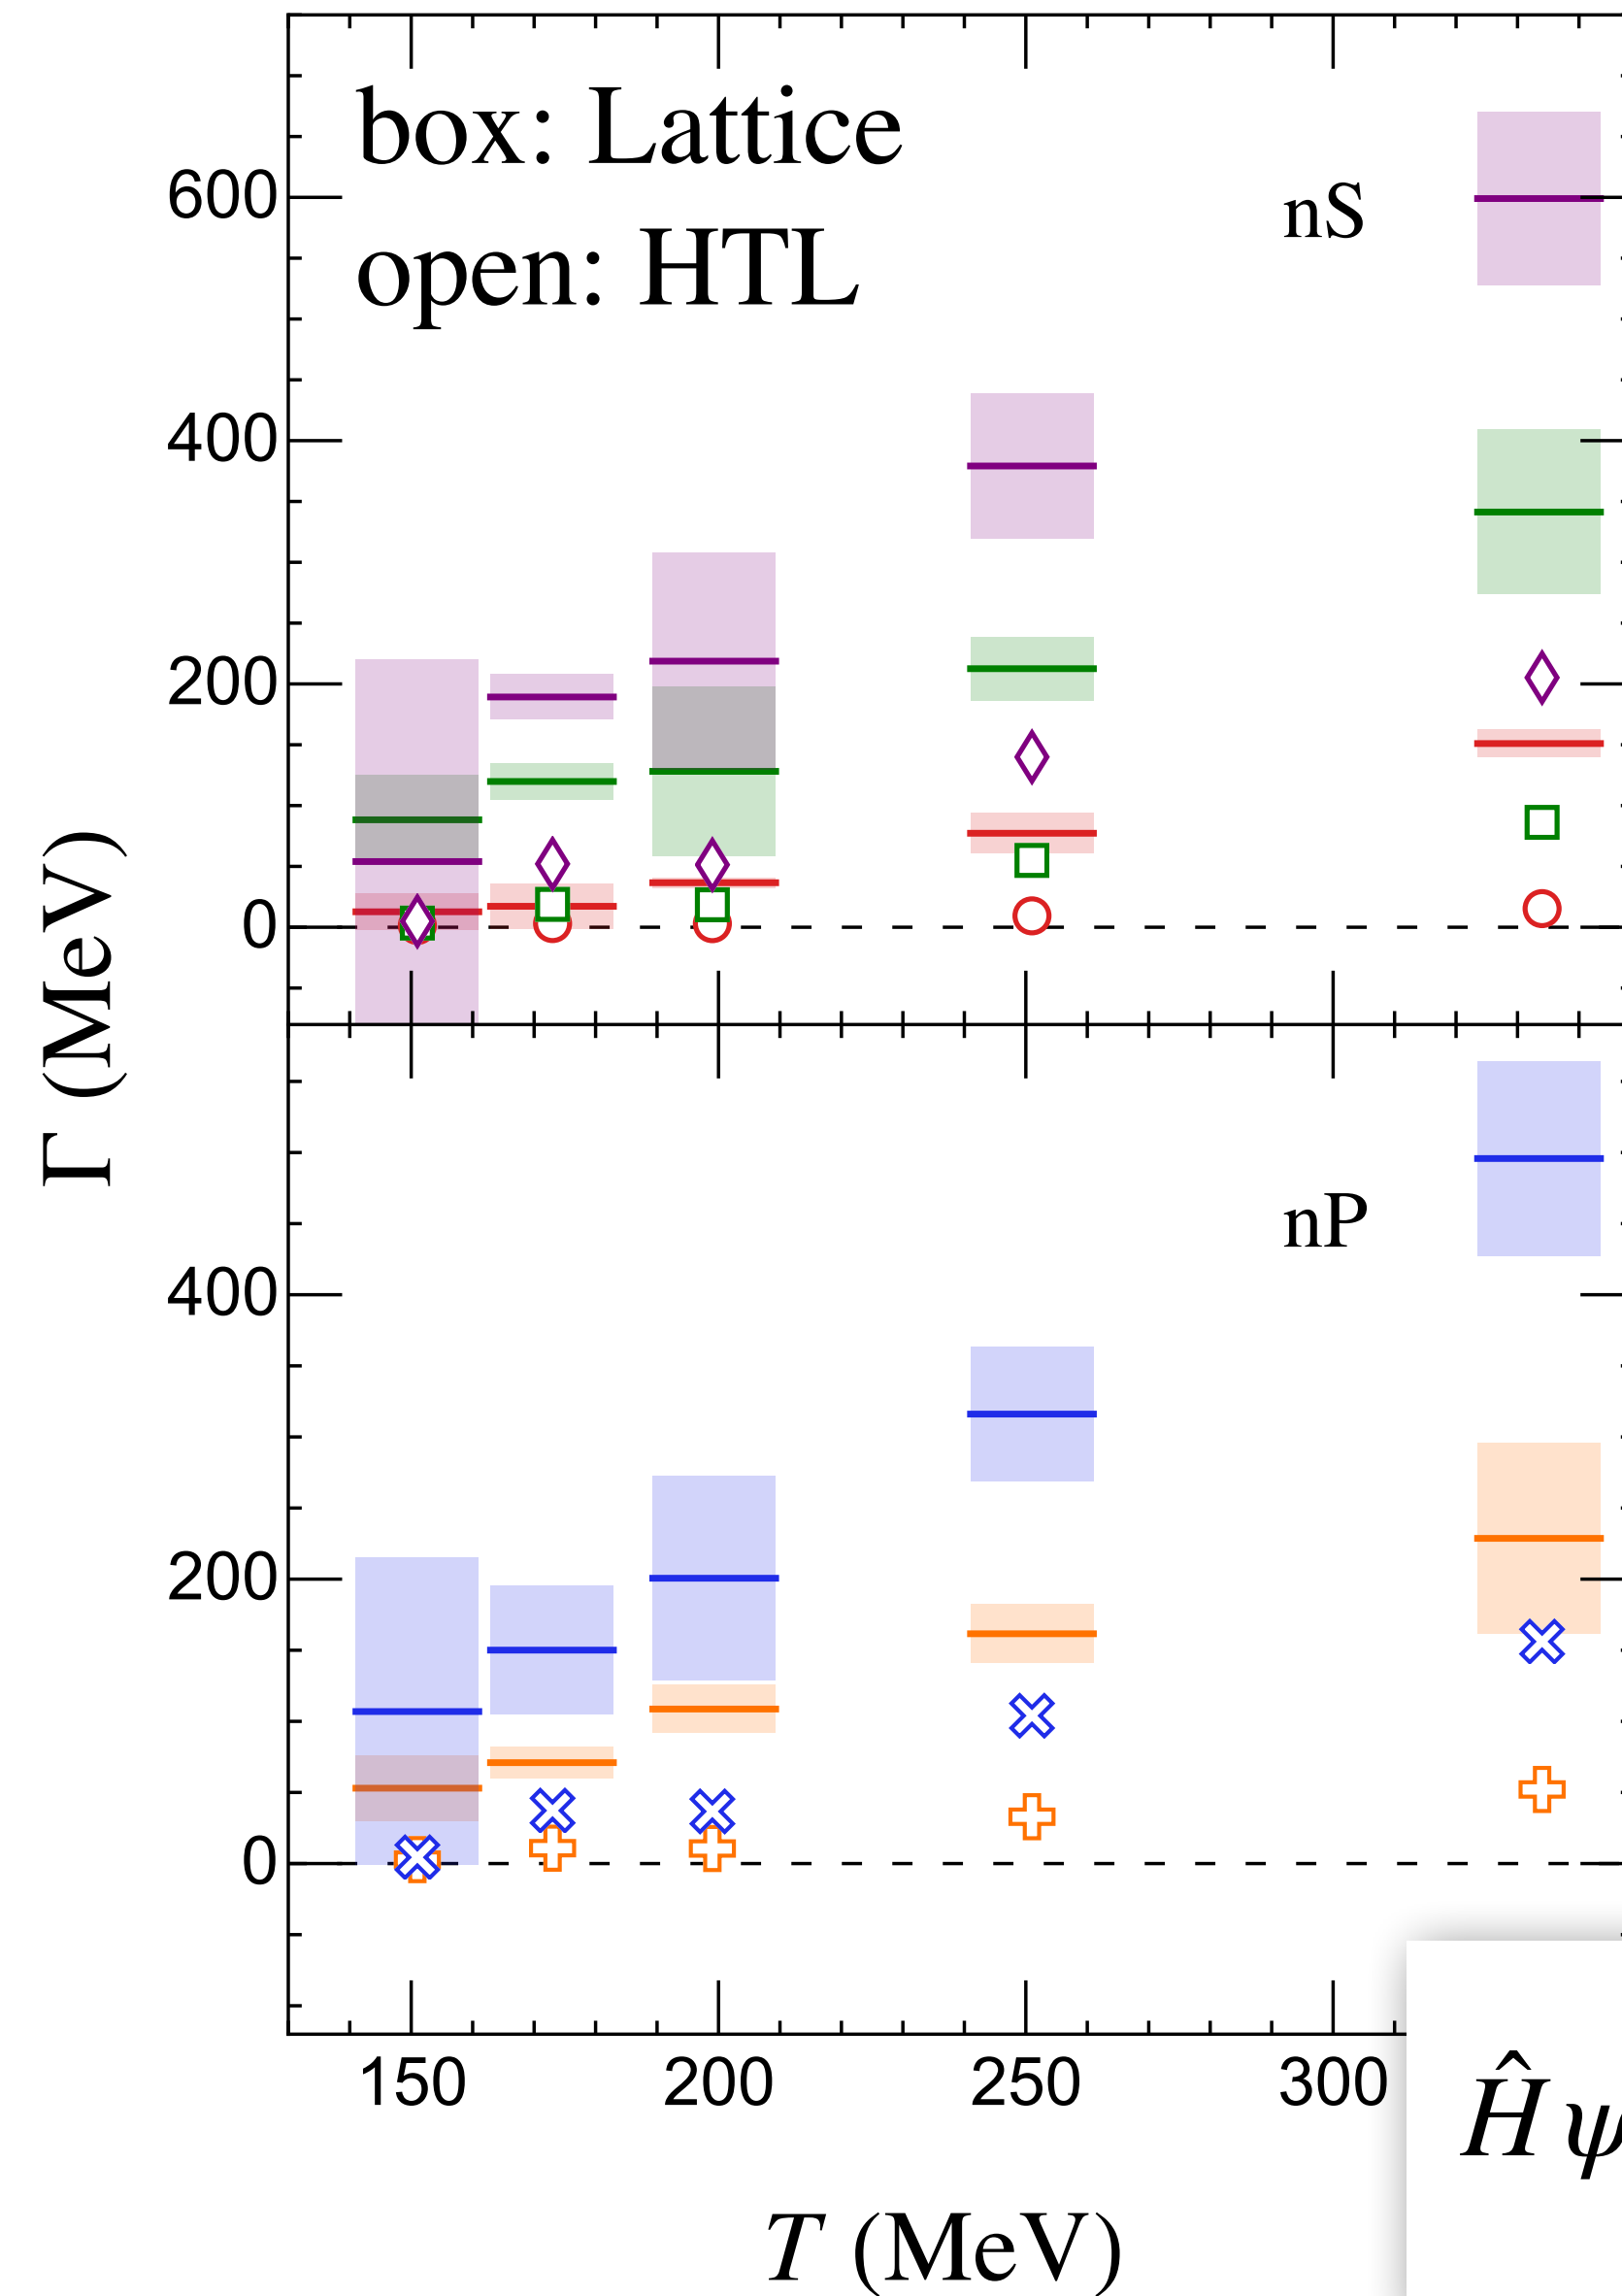 box: Lattice
open: HTL
nS
600
400
200
0
Γ (MeV)
nP
400
200
0
150 200 250 300
T (MeV)
Ĥ ψ